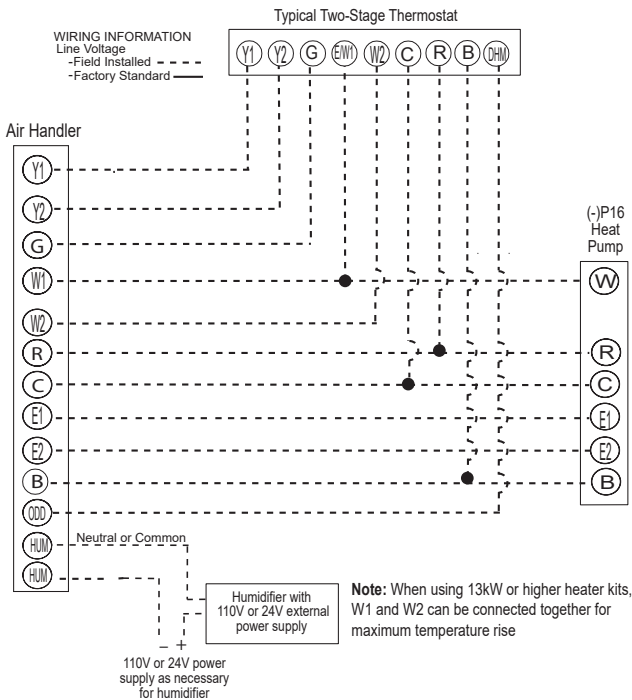 Typical Two-Stage Thermostat
WIRING INFORMATION
Line Voltage
-Field Installed
-Factory Standard
Y1 Y2 G E/W1 W2 C R B DHM
Air Handler
Y1
Y2
G
W1
W2
R
C
E1
E2
B
ODD
HUM
HUM
(-)P16
Heat
Pump
W
R
C
E1
E2
B
Neutral or Common
Humidifier with
110V or 24V external
power supply
- +
110V or 24V power
supply as necessary
for humidifier
Note: When using 13kW or higher heater kits,
W1 and W2 can be connected together for
maximum temperature rise